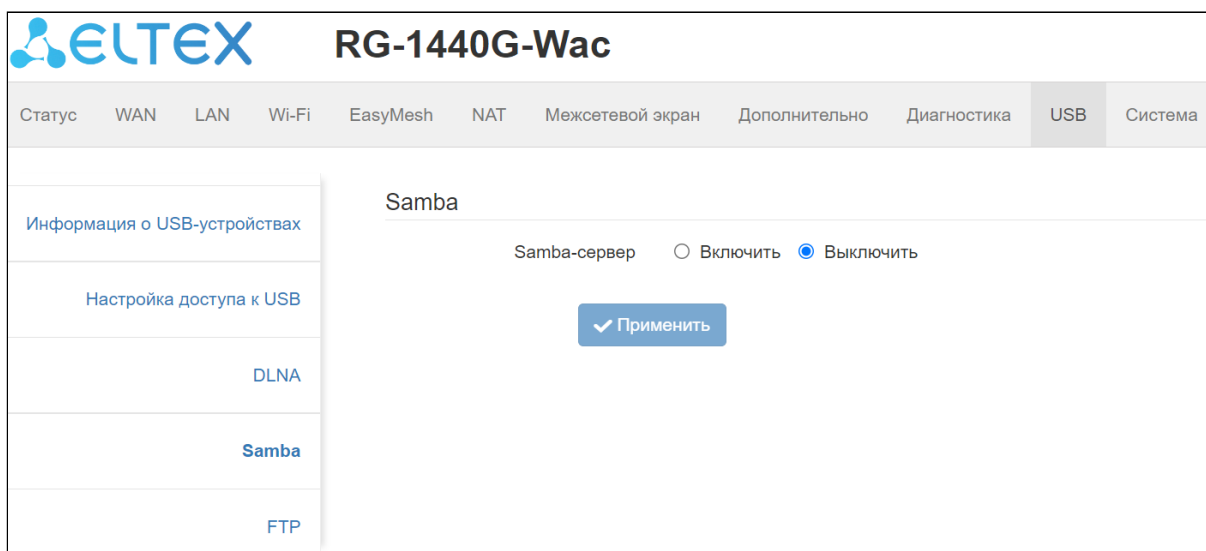 ELTEX RG-1440G-Wac
Статус WAN LAN Wi-Fi EasyMesh NAT Межсетевой экран Дополнительно Диагностика USB Система
Информация о USB-устройствах
Настройка доступа к USB
DLNA
Samba
FTP
Samba
Samba-сервер Включить Выключить
Применить